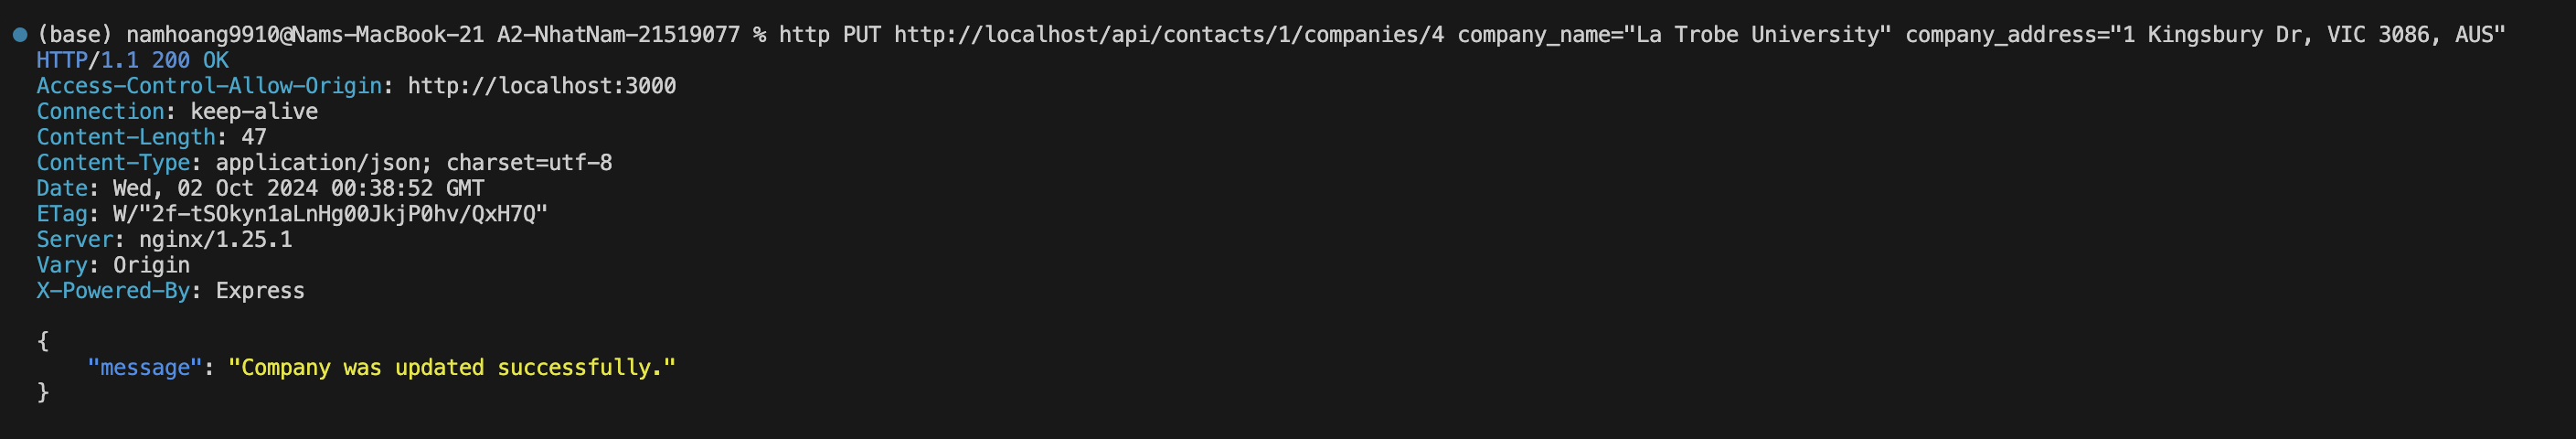 (base) namhoang9910@Nams-MacBook-21 A2-NhatNam-21519077 % http PUT http://localhost/api/contacts/1/companies/4 company_name="La Trobe University" company_address="1 Kingsbury Dr, VIC 3086, AUS"
HTTP/1.1 200 OK
Access-Control-Allow-Origin: http://localhost:3000
Connection: keep-alive
Content-Length: 47
Content-Type: application/json; charset=utf-8
Date: Wed, 02 Oct 2024 00:38:52 GMT
ETag: W/"2f-tSOkyn1aLnHg00JkjP0hv/QxH7Q"
Server: nginx/1.25.1
Vary: Origin
X-Powered-By: Express
{
"message": "Company was updated successfully."
}